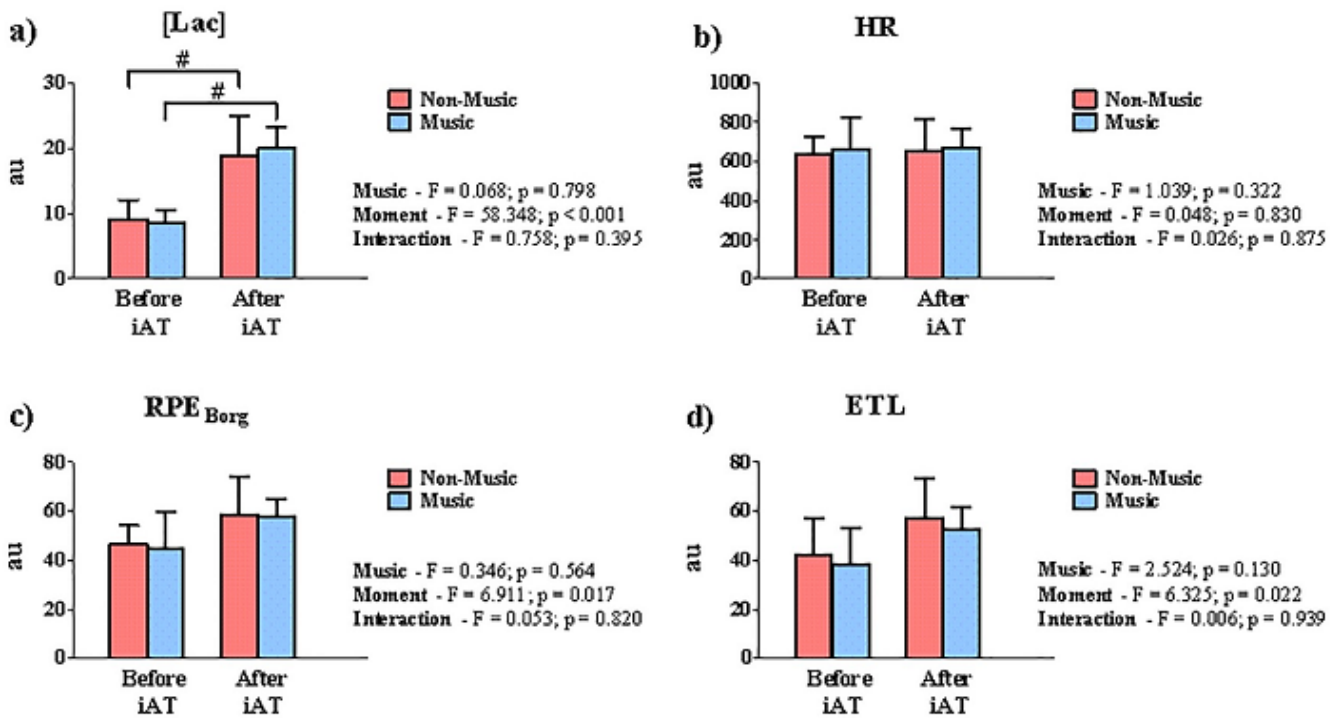 a)
[Lac]
#
#
30
20
10
0
au
Before
iAT
After
iAT
Non-Music
Music
Music - F = 0.068; p = 0.798
Moment - F = 58.348; p < 0.001
Interaction - F = 0.758; p = 0.395
b)
HR
1000
800
600
400
200
0
au
Before
iAT
After
iAT
Non-Music
Music
Music - F = 1.039; p = 0.322
Moment - F = 0.048; p = 0.830
Interaction - F = 0.026; p = 0.875
c)
RPE Borg
80
60
40
20
0
au
Before
iAT
After
iAT
Non-Music
Music
Music - F = 0.346; p = 0.564
Moment - F = 6.911; p = 0.017
Interaction - F = 0.053; p = 0.820
d)
ETL
80
60
40
20
0
au
Before
iAT
After
iAT
Non-Music
Music
Music - F = 2.524; p = 0.130
Moment - F = 6.325; p = 0.022
Interaction - F = 0.006; p = 0.939